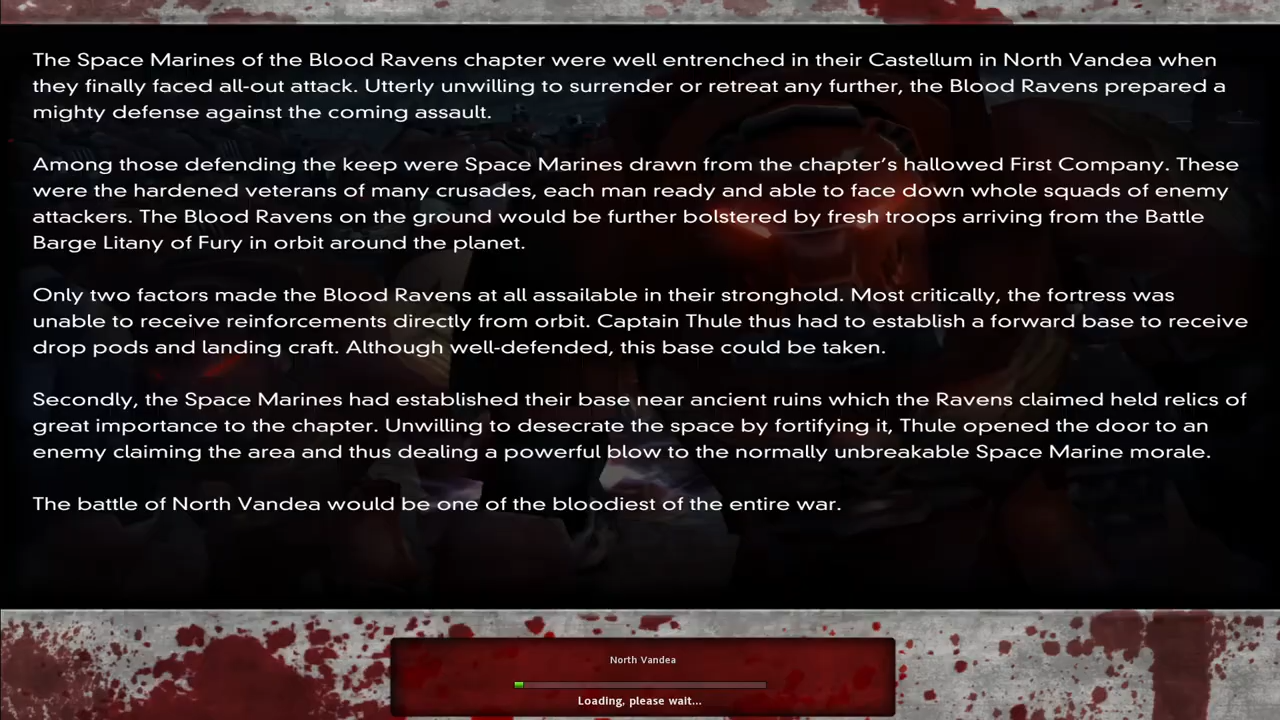 The Space Marines of the Blood Ravens chapter were well entrenched in their Castellum in North Vandea when
they finally faced all-out attack. Utterly unwilling to surrender or retreat any further, the Blood Ravens prepared a
mighty defense against the coming assault.
Among those defending the keep were Space Marines drawn from the chapter’s hallowed First Company. These
were the hardened veterans of many crusades, each man ready and able to face down whole squads of enemy
attackers. The Blood Ravens on the ground would be further bolstered by fresh troops arriving from the Battle
Barge Litany of Fury in orbit around the planet.
Only two factors made the Blood Ravens at all assailable in their stronghold. Most critically, the fortress was
unable to receive reinforcements directly from orbit. Captain Thule thus had to establish a forward base to receive
drop pods and landing craft. Although well-defended, this base could be taken.
Secondly, the Space Marines had established their base near ancient ruins which the Ravens claimed held relics of
great importance to the chapter. Unwilling to desecrate the space by fortifying it, Thule opened the door to an
enemy claiming the area and thus dealing a powerful blow to the normally unbreakable Space Marine morale.
The battle of North Vandea would be one of the bloodiest of the entire war.
North Vandea
Loading, please wait...